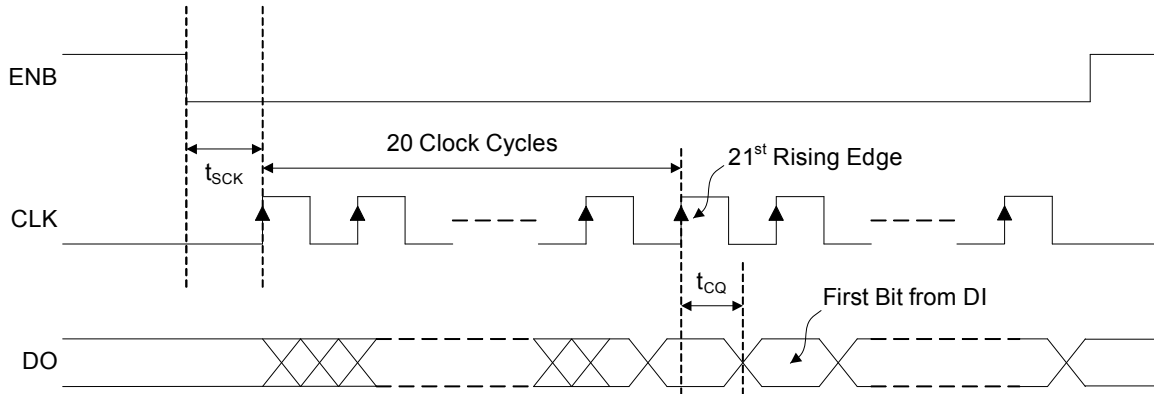 ENB
20 Clock Cycles
21st Rising Edge
tSCK
CLK
tCQ
First Bit from DI
DO